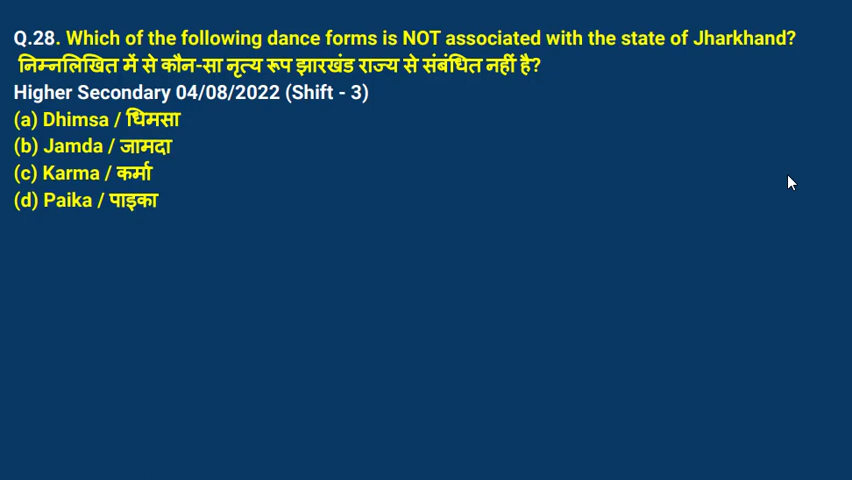 Q.28. Which of the following dance forms is NOT associated with the state of Jharkhand?
निम्नलिखित में से कौन-सा नृत्य रूप झारखंड राज्य से संबंधित नहीं है?
Higher Secondary 04/08/2022 (Shift - 3)
(a) Dhimsa / धिमसा
(b) Jamda / जामदा
(c) Karma / कर्मा
(d) Paika / पाइका